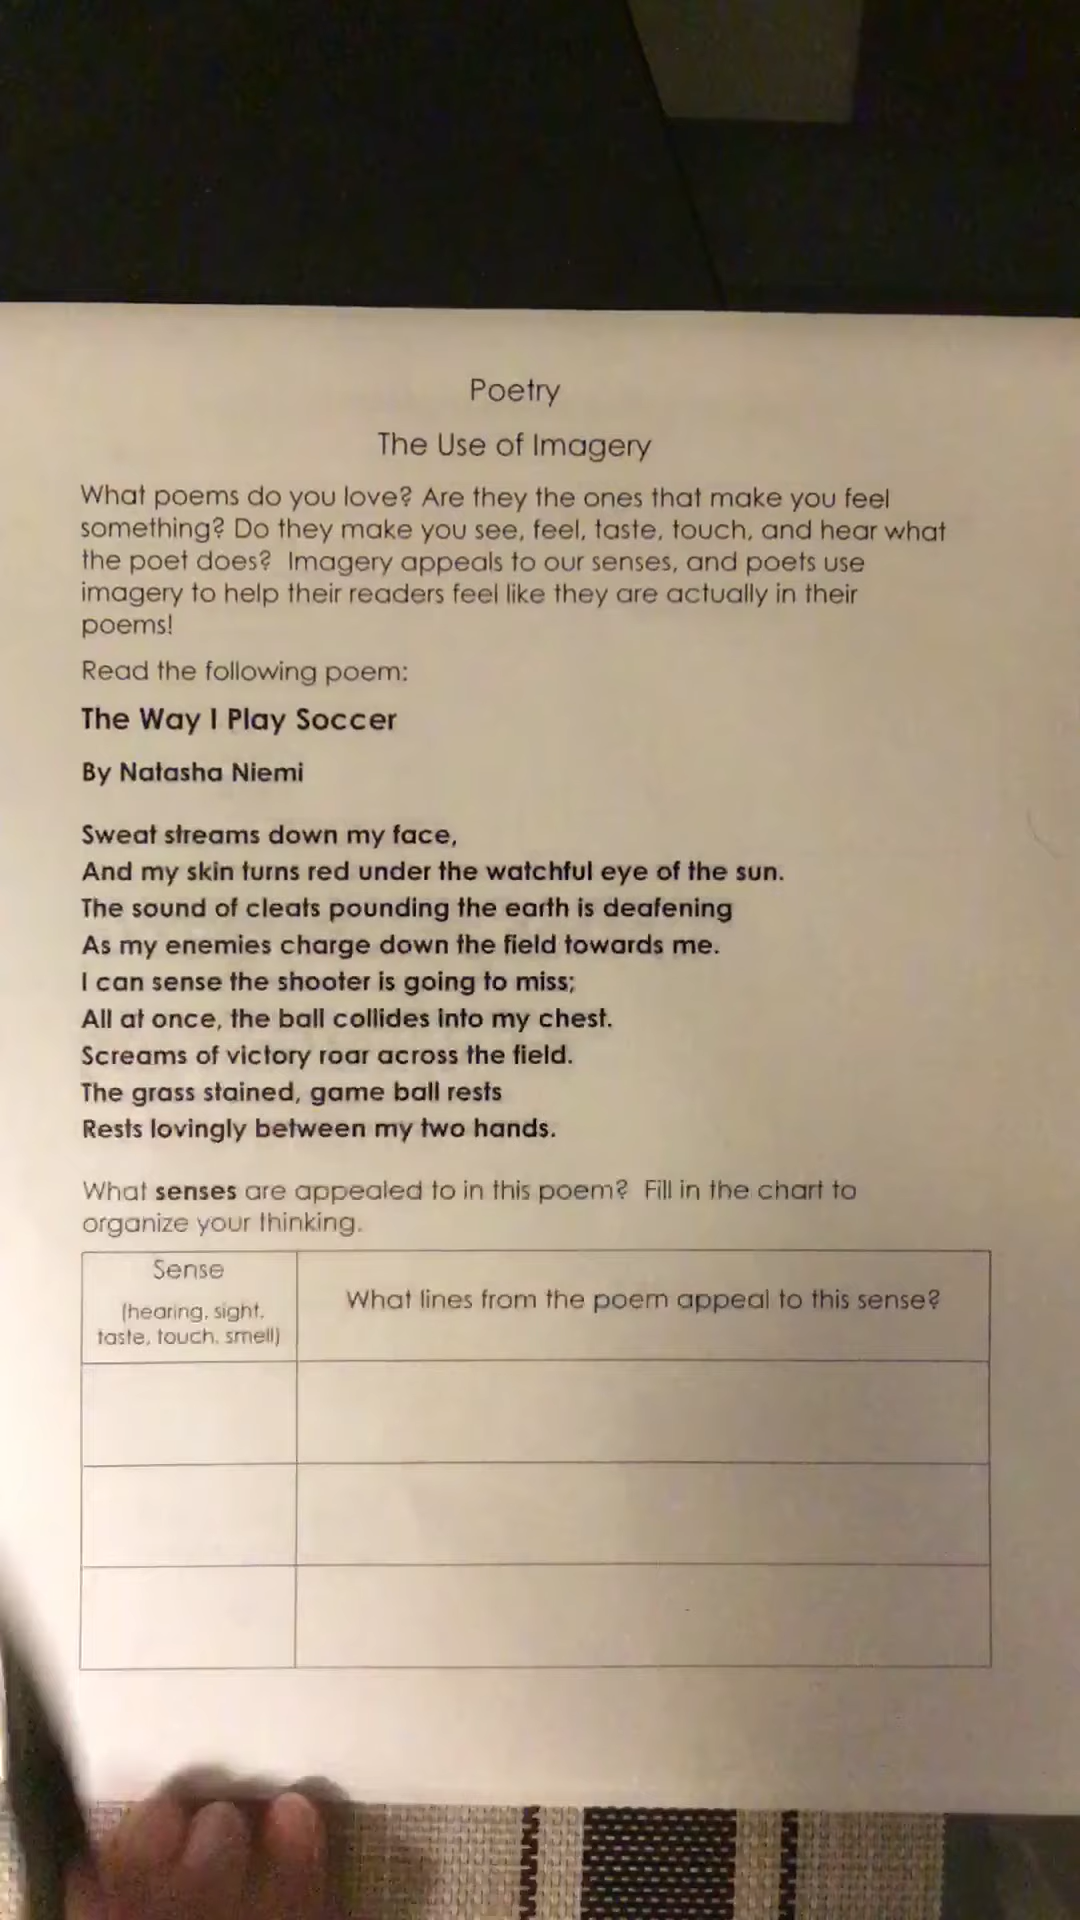 Poetry
The Use of Imagery
What poems do you love? Are they the ones that make you feel
something? Do they make you see, feel, taste, touch, and hear what
the poet does?  Imagery appeals to our senses, and poets use
imagery to help their readers feel like they are actually in their
poems!
Read the following poem:
The Way I Play Soccer
By Natasha Niemi
Sweat streams down my face,
And my skin turns red under the watchful eye of the sun.
The sound of cleats pounding the earth is deafening
As my enemies charge down the field towards me.
I can sense the shooter is going to miss;
All at once, the ball collides into my chest.
Screams of victory roar across the field.
The grass stained, game ball rests
Rests lovingly between my two hands.
What senses are appealed to in this poem?  Fill in the chart to
organize your thinking.
Sense
(hearing, sight,
taste, touch, smell)
What lines from the poem appeal to this sense?